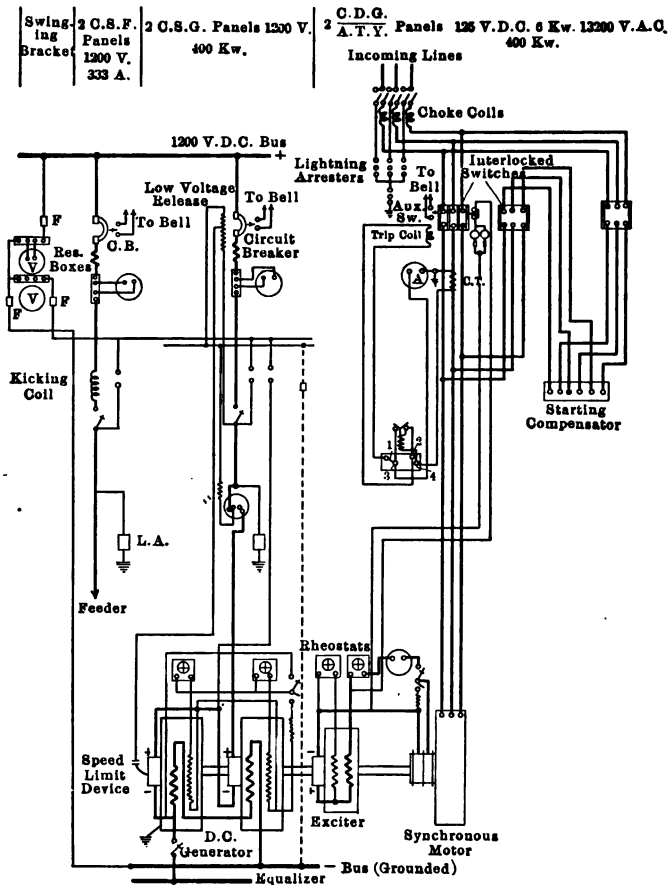 Swing-
ing
Bracket
2 C.S.F.
Panels
1200 V.
333 A.
2 C.S.G. Panels 1200 V.
400 Kw.
2 C.D.G.
A.T.Y. Panels 125 V.D.C. 6 Kw. 13200 V.A.C.
400 Kw.
Incoming Lines
Choke Coils
1200 V.D.C. Bus +
Lightning
Arresters
To
Bell
Interlocked
Switches
Low Voltage
Release
To Bell
To Bell
Aux.
Sw.
Trip Coil
F
C.B.
Circuit
Breaker
Res.
Boxes
V
V
A
C.T.
F
F
Kicking
Coil
Starting
Compensator
1
2
3
4
L.A.
Feeder
Rheostats
Speed
Limit
Device
+
-
+
-
-
+
D.C.
Generator
Exciter
Synchronous
Motor
- Bus (Grounded)
Equalizer